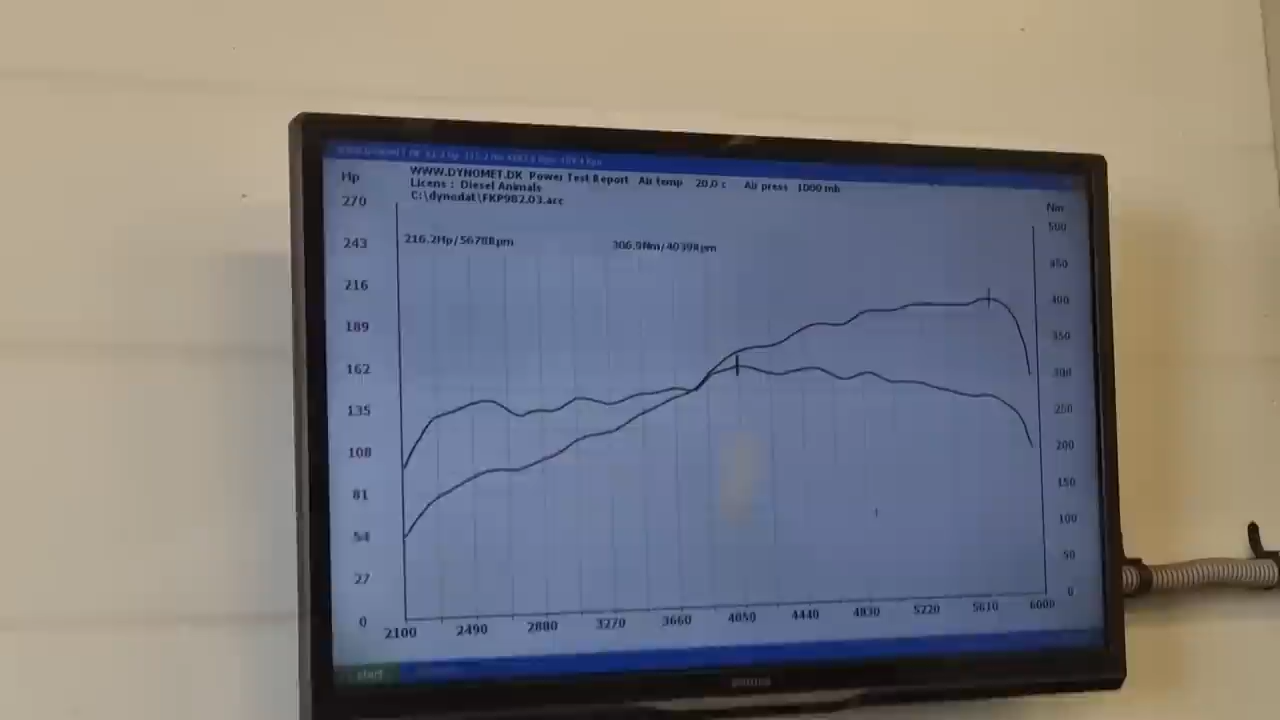 WWW.DYNOMET.DK Power Test Report Air temp 20.0 c Air press 1000 mb
Licens : Diesel Animals
C:\dynodat\FKP982.03.acc
Hp
Nm
216.2Hp/5678Rpm 306.9Nm/4039Rpm
270
243
216
189
162
135
108
81
54
27
0
500
450
400
350
300
250
200
150
100
50
0
2100 2490 2880 3270 3660 4050 4440 4830 5220 5610 6000
start